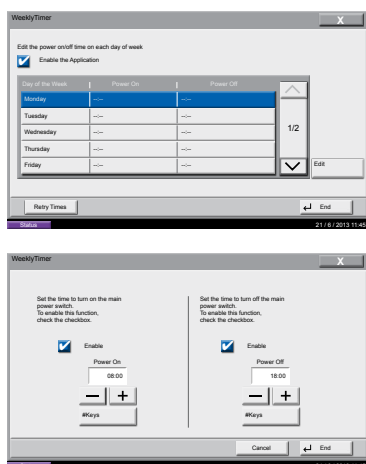 WeeklyTimer X
Edit the power on/off time on each day of week
Enable the Application
Day of the Week Power On Power Off
Monday --:-- --:--
Tuesday --:-- --:--
Wednesday --:-- --:--
1/2
Thursday --:-- --:--
Friday --:-- --:--
Edit
Retry Times End
Status 21 / 6 / 2013 11:45
WeeklyTimer X
Set the time to turn on the main
power switch.
To enable this function,
check the checkbox.
Enable
Power On
08:00
#Keys
Set the time to turn off the main
power switch.
To enable this function,
check the checkbox.
Enable
Power Off
18:00
#Keys
Cancel End